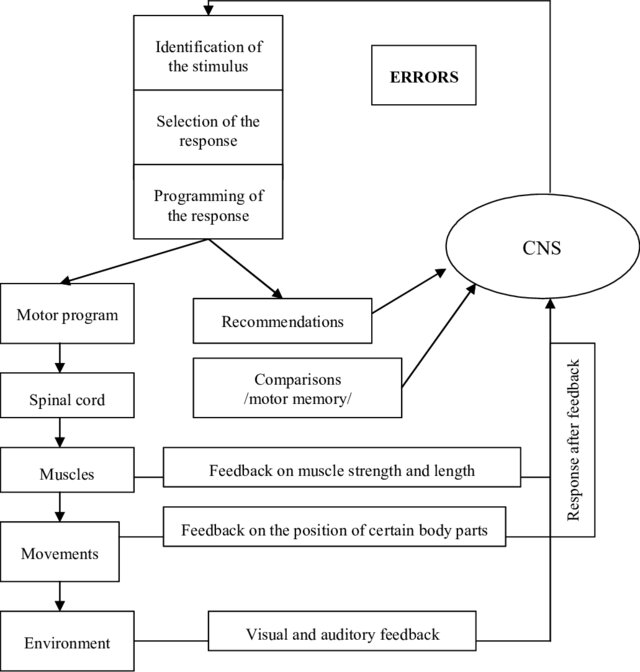 Identification of
the stimulus
ERRORS
Selection of the
response
Programming of
the response
CNS
Motor program
Recommendations
Comparisons
/motor memory/
Spinal cord
Response after feedback
Muscles
Feedback on muscle strength and length
Movements
Feedback on the position of certain body parts
Environment
Visual and auditory feedback